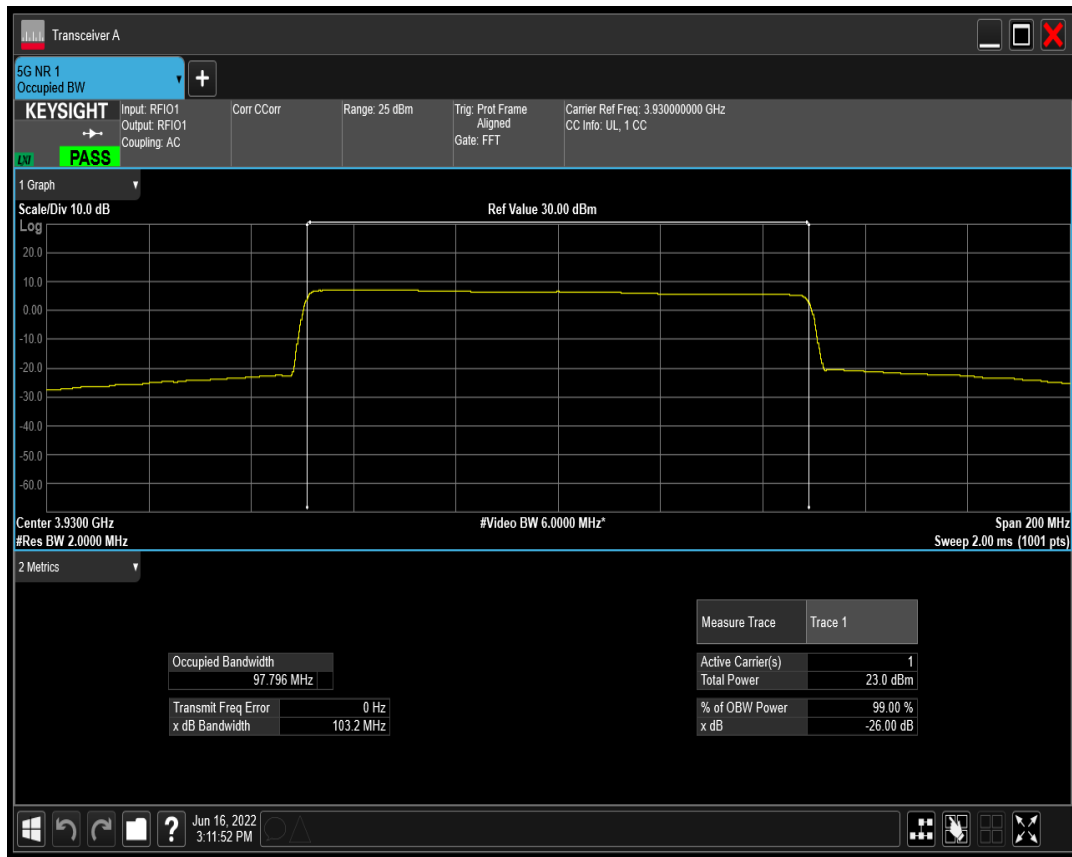 Transceiver A
5G NR 1
Occupied BW
KEYSIGHT
LXI
PASS
Input: RFIO1
Output: RFIO1
Coupling: AC
Corr CCorr
Range: 25 dBm
Trig: Prot Frame
Aligned
Gate: FFT
Carrier Ref Freq: 3.930000000 GHz
CC Info: UL, 1 CC
1 Graph
Scale/Div 10.0 dB
Ref Value 30.00 dBm
Log
20.0
10.0
0.00
-10.0
-20.0
-30.0
-40.0
-50.0
-60.0
Center 3.9300 GHz
#Video BW 6.0000 MHz*
Span 200 MHz
#Res BW 2.0000 MHz
Sweep 2.00 ms (1001 pts)
2 Metrics
Measure Trace Trace 1
Occupied Bandwidth
97.796 MHz
Active Carrier(s) 1
Total Power 23.0 dBm
Transmit Freq Error 0 Hz
x dB Bandwidth 103.2 MHz
% of OBW Power 99.00 %
x dB -26.00 dB
?
Jun 16, 2022
3:11:52 PM